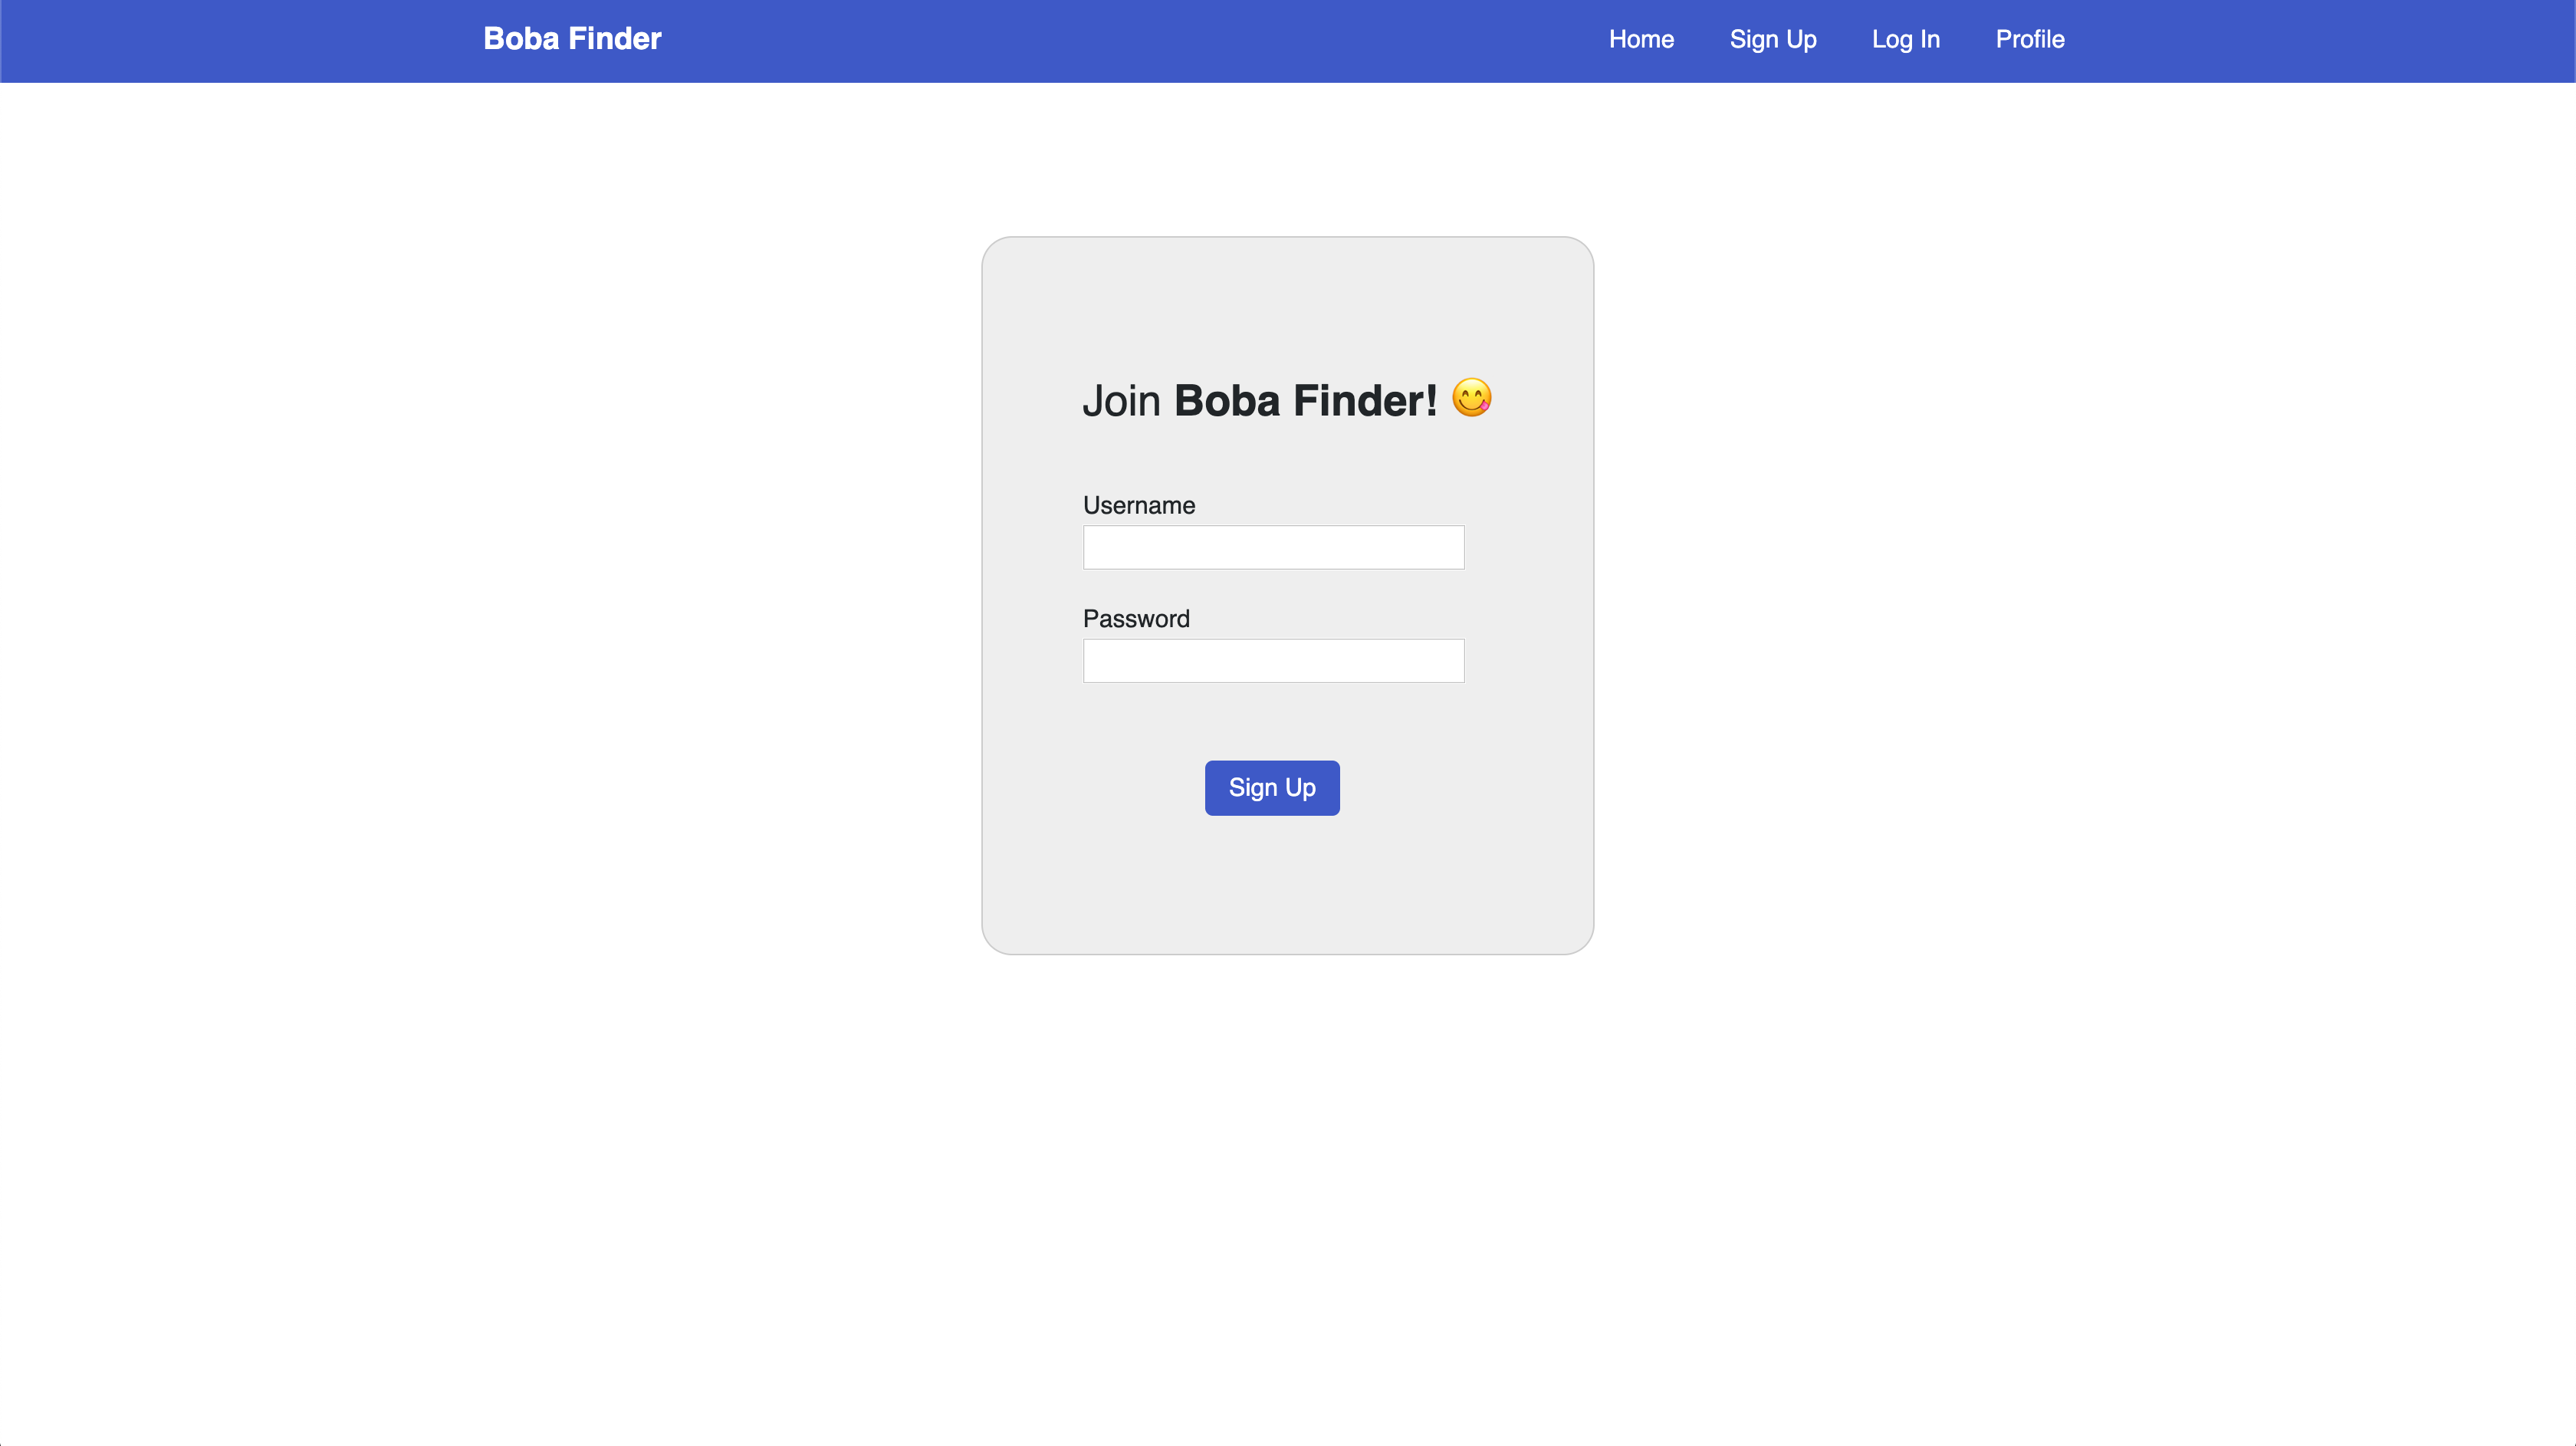 Boba Finder
Home Sign Up Log In Profile
Join Boba Finder! 😋
Username
Password
Sign Up